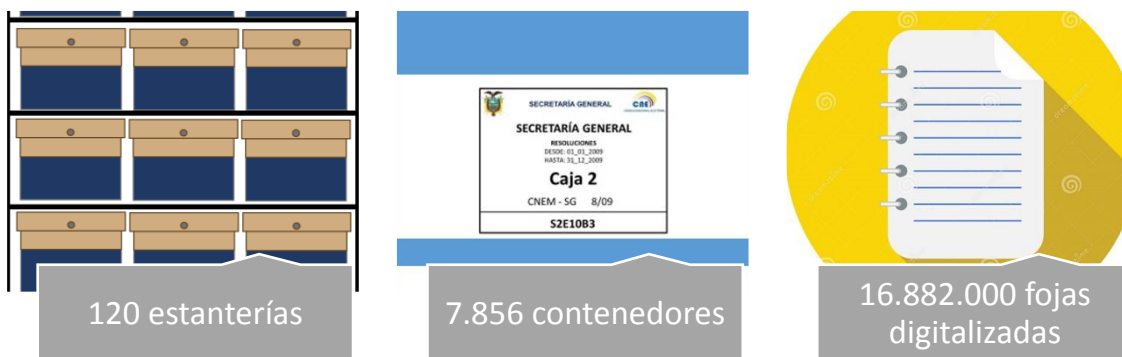 SECRETARÍA GENERAL
CNE
SECRETARÍA GENERAL
RESOLUCIONES
DESDE: 01_01_2009
HASTA: 31_12_2009
Caja 2
CNEM - SG 8/09
S2E10B3
120 estanterías
7.856 contenedores
16.882.000 fojas
digitalizadas